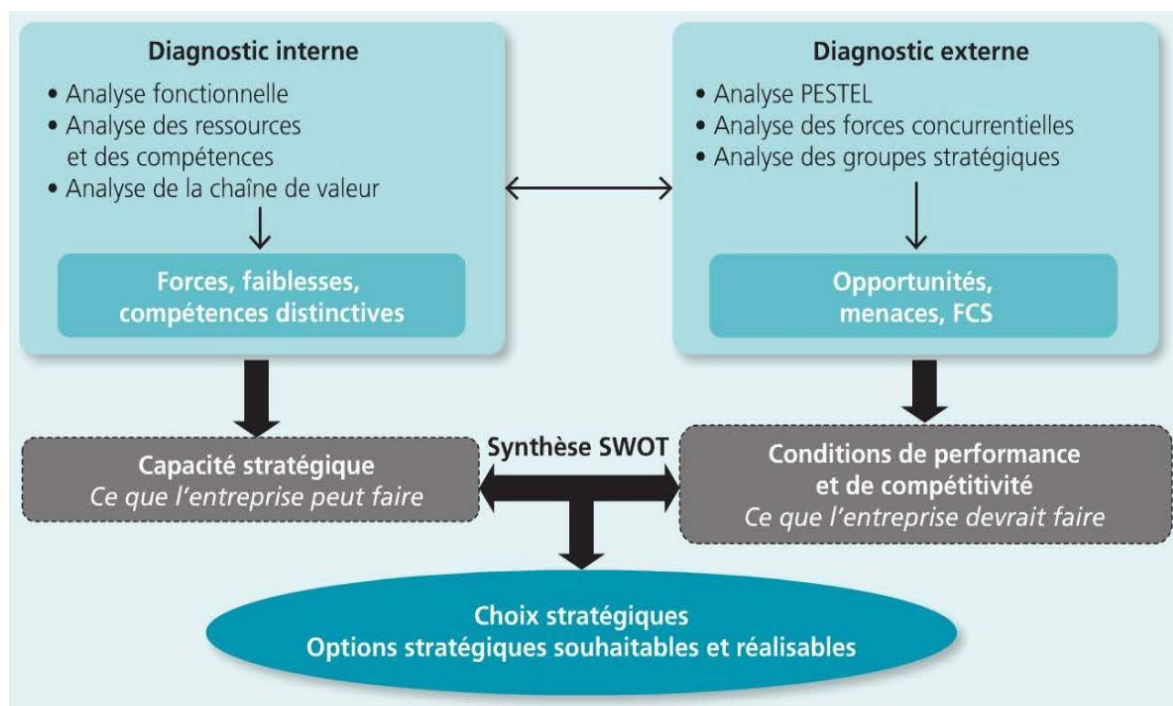 Diagnostic interne
• Analyse fonctionnelle
• Analyse des ressources
et des compétences
• Analyse de la chaîne de valeur
Forces, faiblesses,
compétences distinctives
Diagnostic externe
• Analyse PESTEL
• Analyse des forces concurrentielles
• Analyse des groupes stratégiques
Opportunités,
menaces, FCS
Capacité stratégique
Ce que l'entreprise peut faire
Synthèse SWOT
Conditions de performance
et de compétitivité
Ce que l'entreprise devrait faire
Choix stratégiques
Options stratégiques souhaitables et réalisables